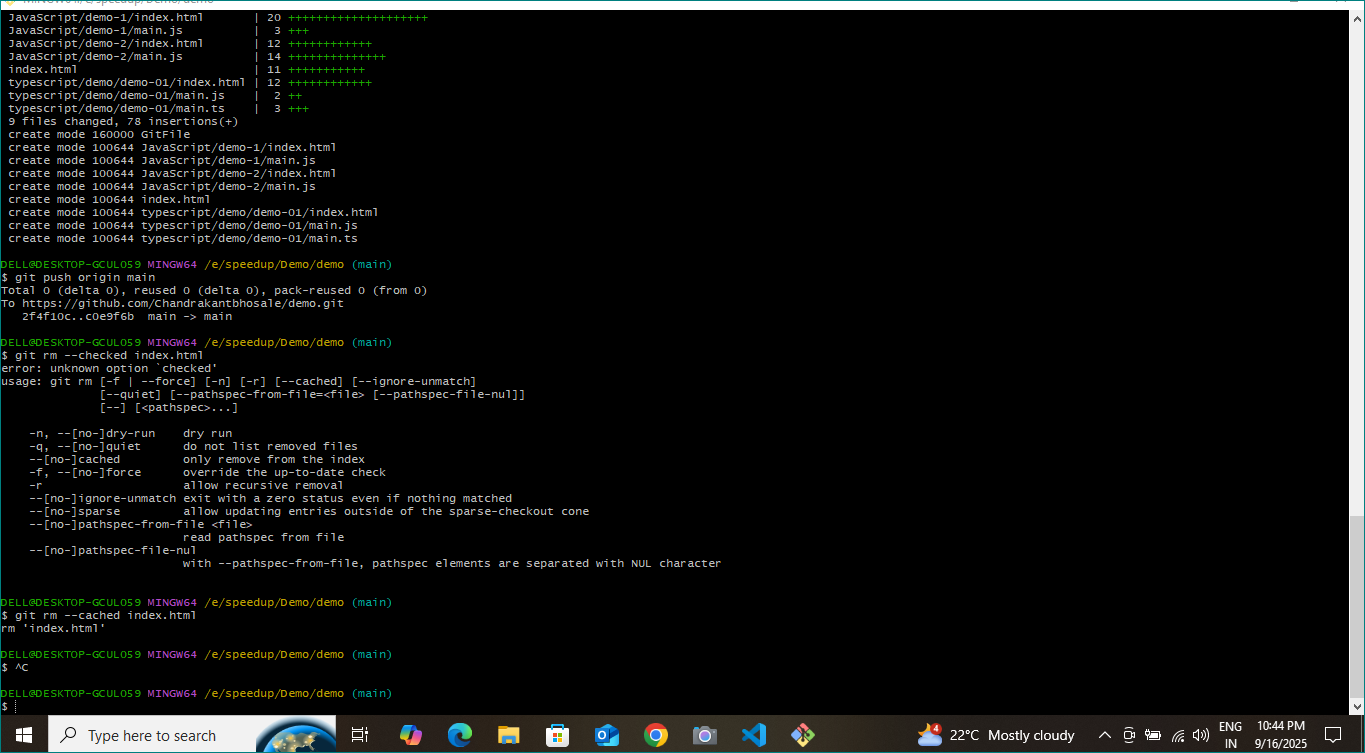 MINGW64:/e/speedup/Demo/demo
JavaScript/demo-1/index.html | 20 ++++++++++++++++++++
JavaScript/demo-1/main.js | 3 +++
JavaScript/demo-2/index.html | 12 ++++++++++++
JavaScript/demo-2/main.js | 14 ++++++++++++++
index.html | 11 +++++++++++
typescript/demo/demo-01/index.html | 12 ++++++++++++
typescript/demo/demo-01/main.js | 2 ++
typescript/demo/demo-01/main.ts | 3 +++
9 files changed, 78 insertions(+)
create mode 160000 GitFile
create mode 100644 JavaScript/demo-1/index.html
create mode 100644 JavaScript/demo-1/main.js
create mode 100644 JavaScript/demo-2/index.html
create mode 100644 JavaScript/demo-2/main.js
create mode 100644 index.html
create mode 100644 typescript/demo/demo-01/index.html
create mode 100644 typescript/demo/demo-01/main.js
create mode 100644 typescript/demo/demo-01/main.ts
DELL@DESKTOP-GCUL059 MINGW64 /e/speedup/Demo/demo (main)
$ git push origin main
Total 0 (delta 0), reused 0 (delta 0), pack-reused 0 (from 0)
To https://github.com/Chandrakantbhosale/demo.git
2f4f10c..c0e9f6b main -> main
DELL@DESKTOP-GCUL059 MINGW64 /e/speedup/Demo/demo (main)
$ git rm --checked index.html
error: unknown option `checked'
usage: git rm [-f | --force] [-n] [-r] [--cached] [--ignore-unmatch]
[--quiet] [--pathspec-from-file=<file> [--pathspec-file-nul]]
[--] [<pathspec>...]
-n, --[no-]dry-run dry run
-q, --[no-]quiet do not list removed files
--[no-]cached only remove from the index
-f, --[no-]force override the up-to-date check
-r allow recursive removal
--[no-]ignore-unmatch exit with a zero status even if nothing matched
--[no-]sparse allow updating entries outside of the sparse-checkout cone
--[no-]pathspec-from-file <file>
read pathspec from file
--[no-]pathspec-file-nul
with --pathspec-from-file, pathspec elements are separated with NUL character
DELL@DESKTOP-GCUL059 MINGW64 /e/speedup/Demo/demo (main)
$ git rm --cached index.html
rm 'index.html'
DELL@DESKTOP-GCUL059 MINGW64 /e/speedup/Demo/demo (main)
$ ^C
DELL@DESKTOP-GCUL059 MINGW64 /e/speedup/Demo/demo (main)
$
Type here to search
4
22°C Mostly cloudy
ENG
IN
10:44 PM
9/16/2025